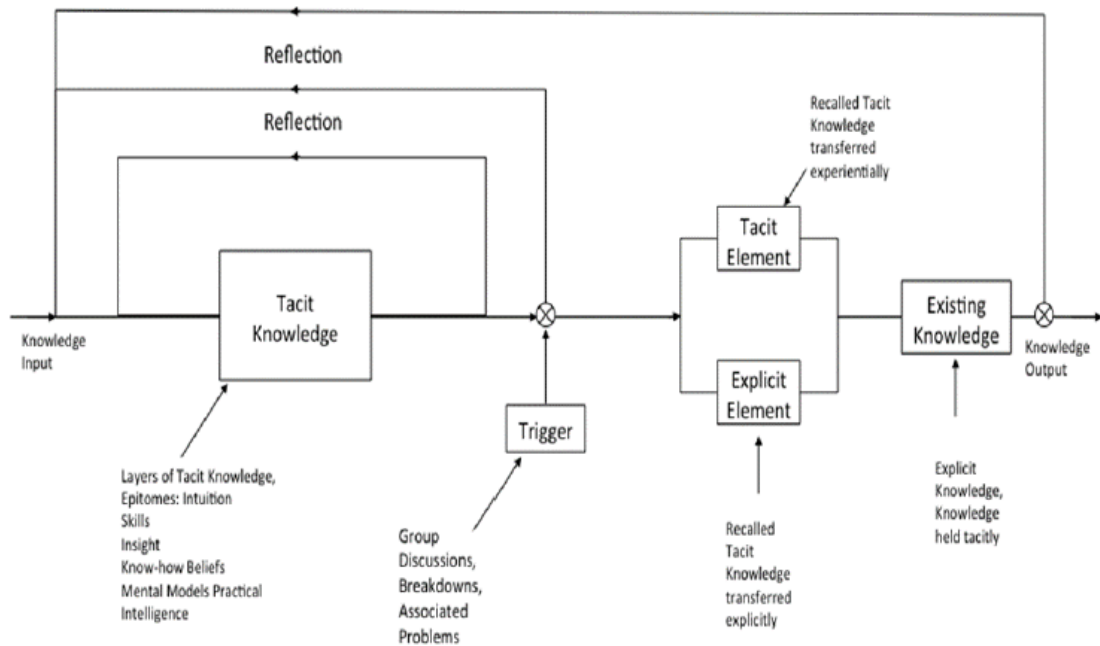 Reflection
Reflection
Recalled Tacit
Knowledge
transferred
experientially
Tacit
Element
Tacit
Knowledge
Existing
Knowledge
Knowledge
Input
Knowledge
Output
Explicit
Element
Trigger
Layers of Tacit Knowledge,
Epitomes: Intuition
Skills
Insight
Know-how Beliefs
Mental Models Practical
Intelligence
Group
Discussions,
Breakdowns,
Associated
Problems
Recalled
Tacit
Knowledge
transferred
explicitly
Explicit
Knowledge,
Knowledge
held tacitly